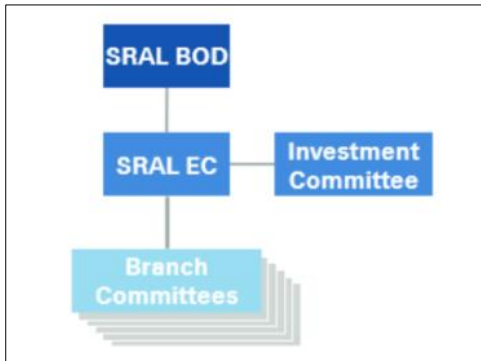 SRAL BOD
SRAL EC
Investment
Committee
Branch
Committees